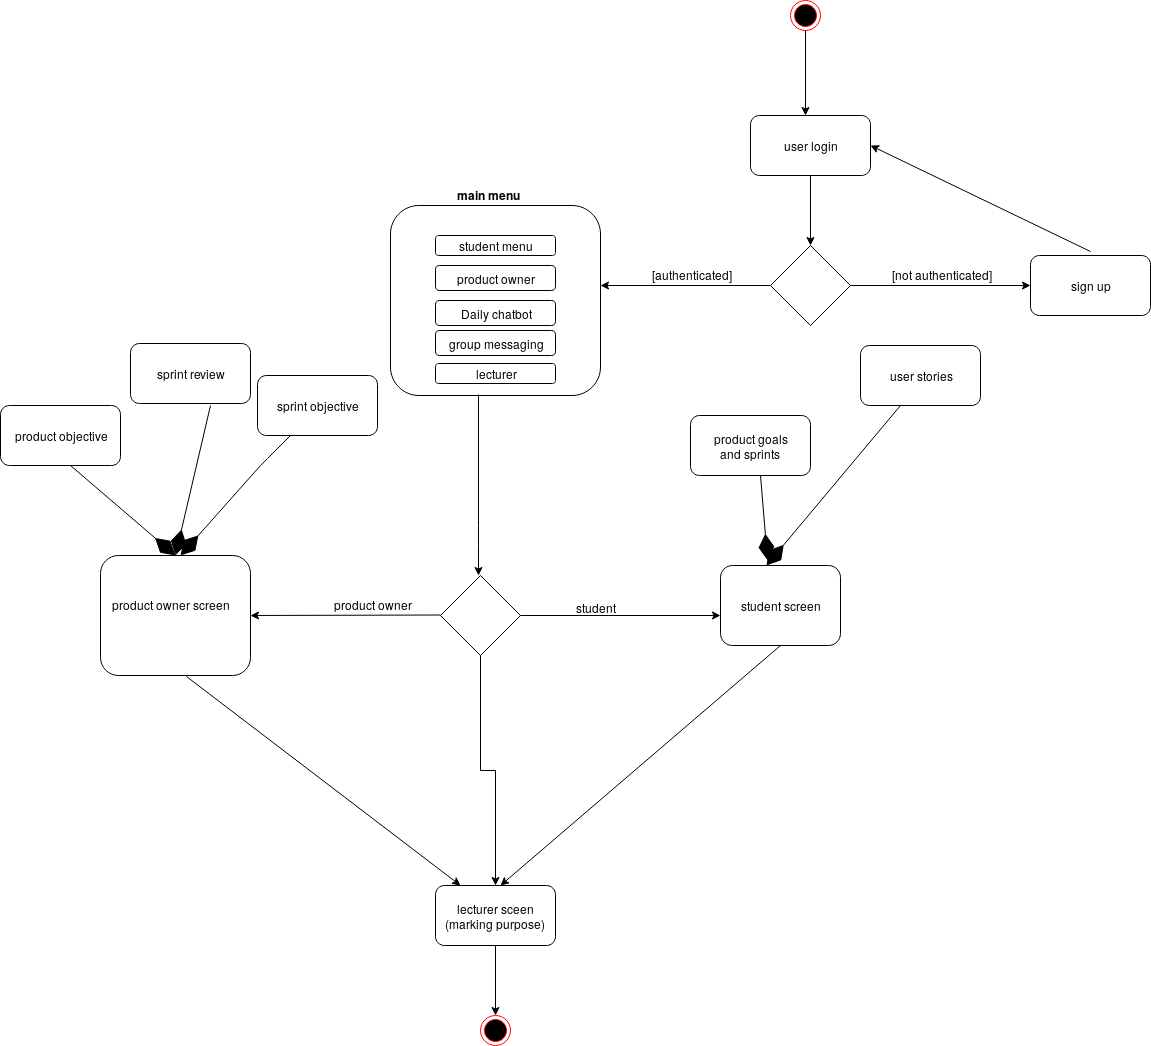 user login
main menu
student menu
product owner
Daily chatbot
group messaging
lecturer
[authenticated]
[not authenticated]
sign up
sprint review
sprint objective
product objective
user stories
product goals
and sprints
product owner screen
product owner
student
student screen
lecturer sceen
(marking purpose)